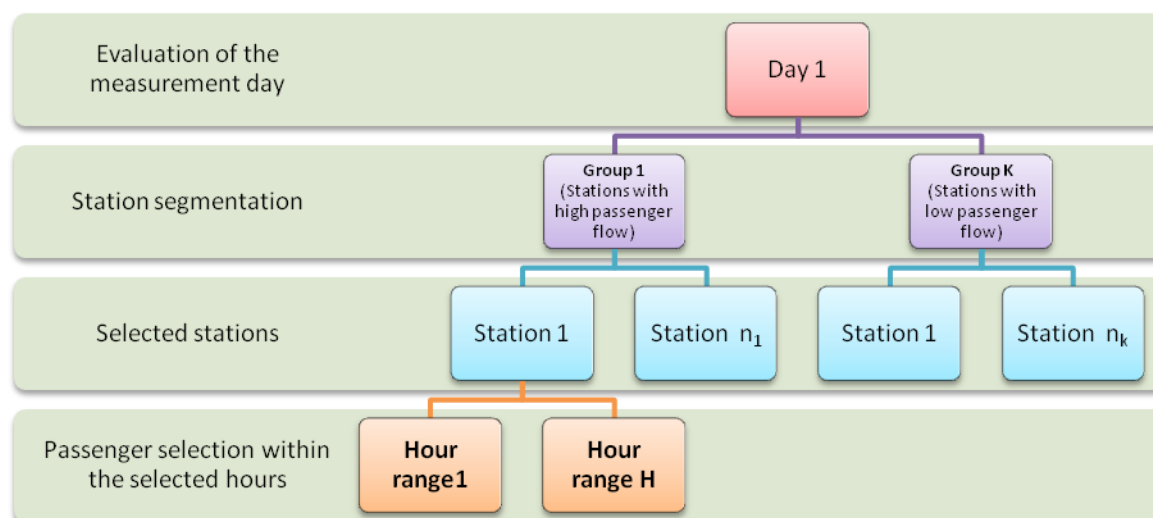 Evaluation of the
measurement day
Day 1
Station segmentation
Group 1
(Stations with
high passenger
flow)
Group K
(Stations with
low passenger
flow)
Selected stations
Station 1
Station n₁
Station 1
Station nₖ
Passenger selection within
the selected hours
Hour
range1
Hour
range H